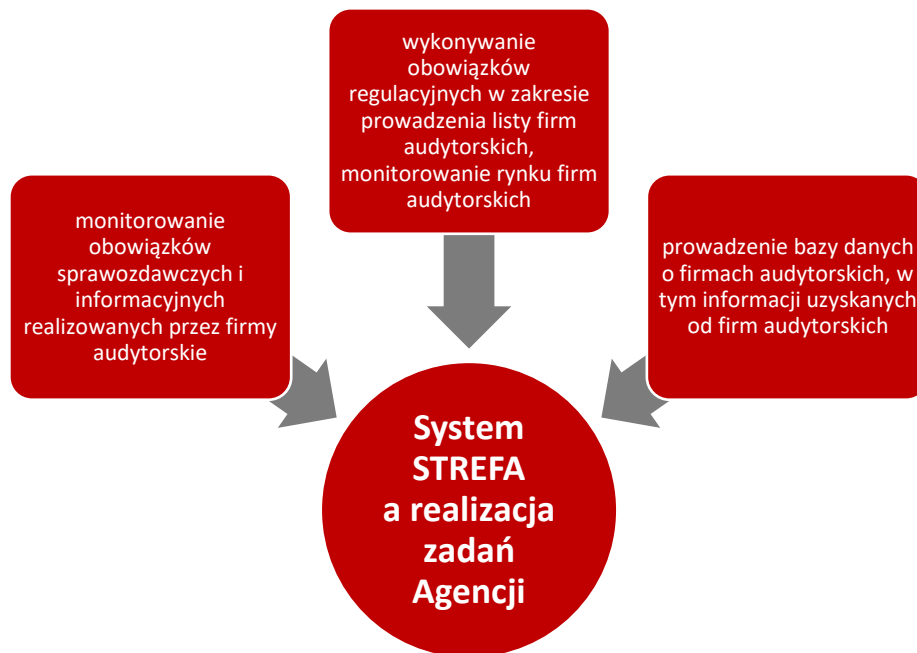 wykonywanie
obowiązków
regulacyjnych w zakresie
prowadzenia listy firm
audytorskich,
monitorowanie rynku firm
audytorskich
monitorowanie
obowiązków
sprawozdawczych i
informacyjnych
realizowanych przez firmy
audytorskie
prowadzenie bazy danych
o firmach audytorskich, w
tym informacji uzyskanych
od firm audytorskich
System
STREFA
a realizacja
zadań
Agencji